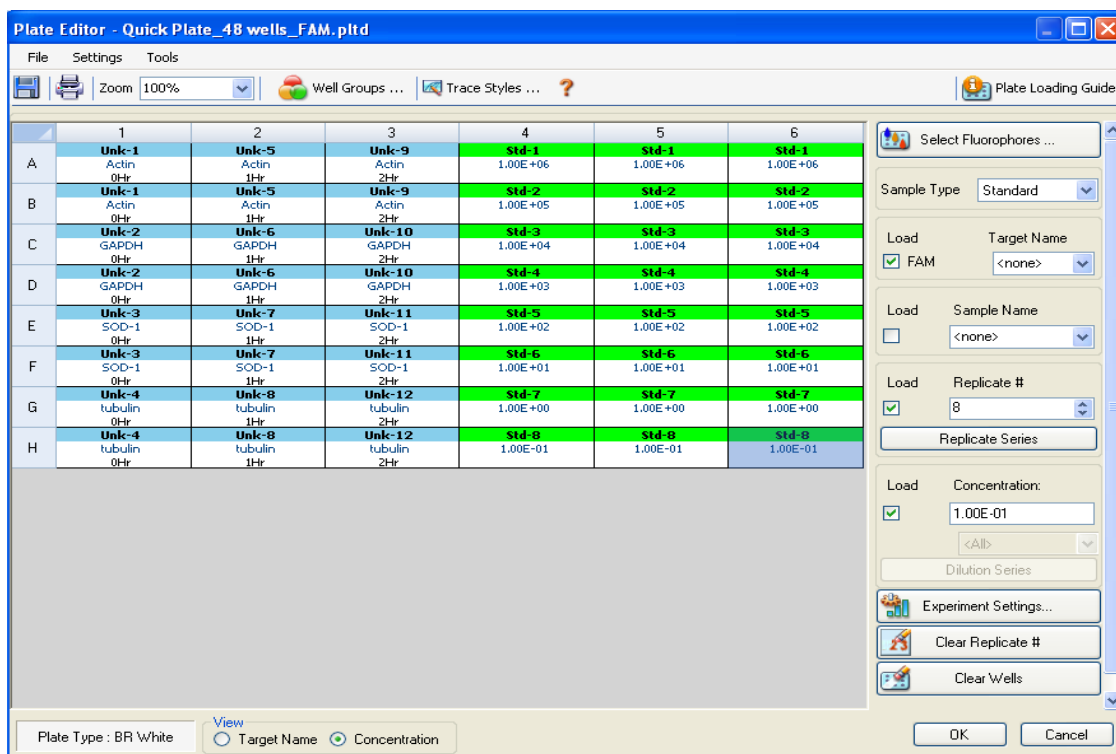 Plate Editor - Quick Plate_48 wells_FAM.pltd
File Settings Tools
Zoom 100% Well Groups ... Trace Styles ... ? Plate Loading Guide
1 2 3 4 5 6
A
Unk-1 Unk-5 Unk-9 Std-1 Std-1 Std-1
Actin Actin Actin 1.00E+06 1.00E+06 1.00E+06
0Hr 1Hr 2Hr
B
Unk-1 Unk-5 Unk-9 Std-2 Std-2 Std-2
Actin Actin Actin 1.00E+05 1.00E+05 1.00E+05
0Hr 1Hr 2Hr
C
Unk-2 Unk-6 Unk-10 Std-3 Std-3 Std-3
GAPDH GAPDH GAPDH 1.00E+04 1.00E+04 1.00E+04
0Hr 1Hr 2Hr
D
Unk-2 Unk-6 Unk-10 Std-4 Std-4 Std-4
GAPDH GAPDH GAPDH 1.00E+03 1.00E+03 1.00E+03
0Hr 1Hr 2Hr
E
Unk-3 Unk-7 Unk-11 Std-5 Std-5 Std-5
SOD-1 SOD-1 SOD-1 1.00E+02 1.00E+02 1.00E+02
0Hr 1Hr 2Hr
F
Unk-3 Unk-7 Unk-11 Std-6 Std-6 Std-6
SOD-1 SOD-1 SOD-1 1.00E+01 1.00E+01 1.00E+01
0Hr 1Hr 2Hr
G
Unk-4 Unk-8 Unk-12 Std-7 Std-7 Std-7
tubulin tubulin tubulin 1.00E+00 1.00E+00 1.00E+00
0Hr 1Hr 2Hr
H
Unk-4 Unk-8 Unk-12 Std-8 Std-8 Std-8
tubulin tubulin tubulin 1.00E-01 1.00E-01 1.00E-01
0Hr 1Hr 2Hr
Select Fluorophores ...
Sample Type Standard
Load Target Name
FAM <none>
Load Sample Name
<none>
Load Replicate #
8
Replicate Series
Load Concentration:
1.00E-01
<All>
Dilution Series
Experiment Settings...
Clear Replicate #
Clear Wells
Plate Type : BR White
View
Target Name Concentration
OK Cancel